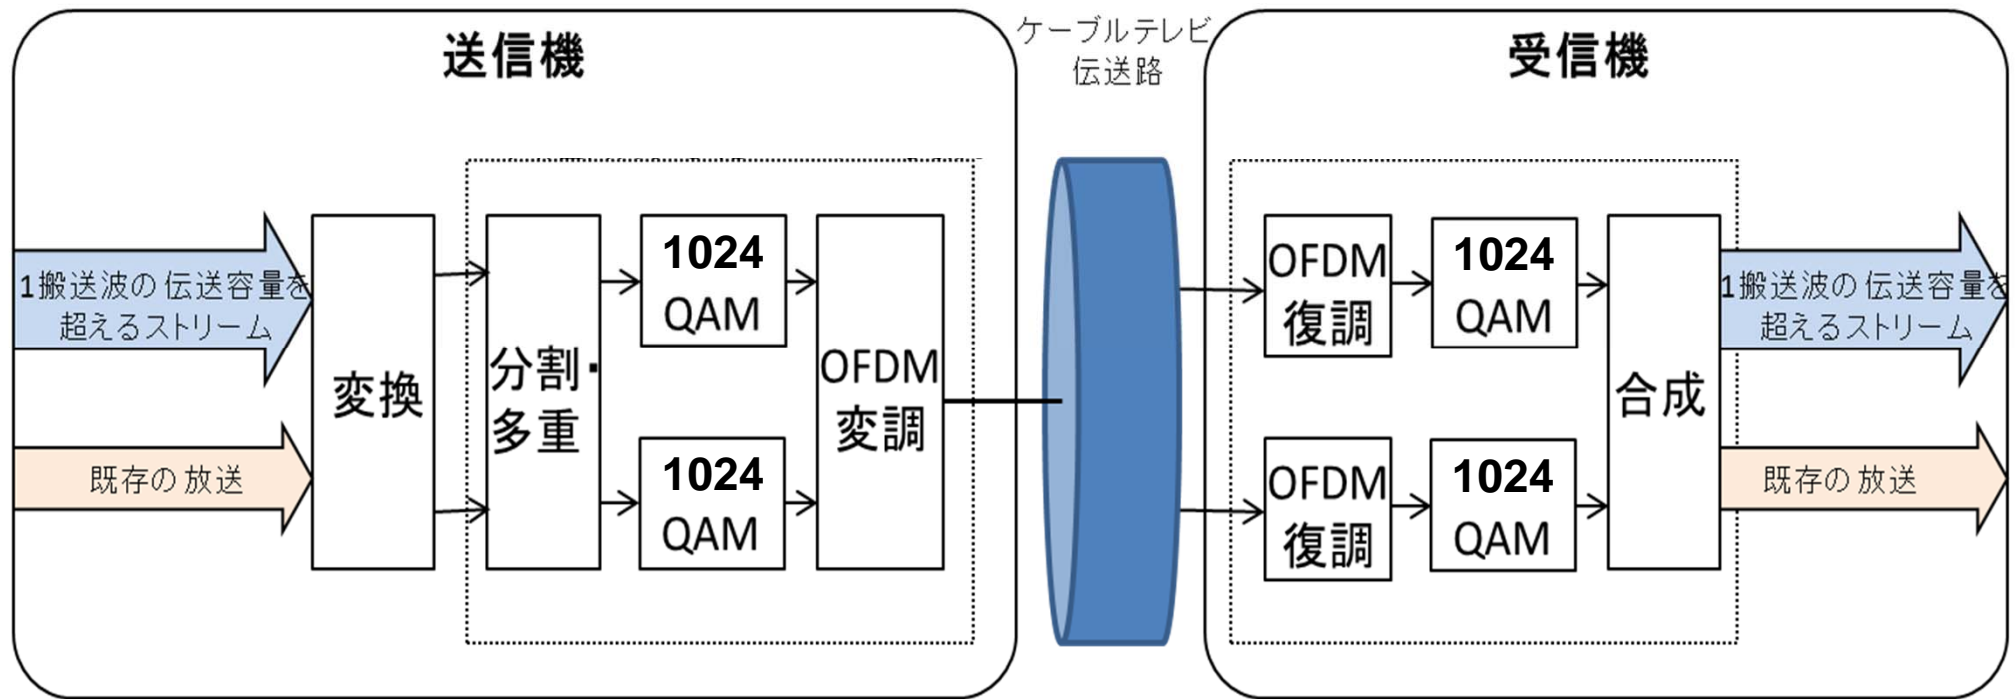 送信機
ケーブルテレビ
伝送路
受信機
1搬送波の伝送容量を
超えるストリーム
既存の放送
変換
分割・
多重
1024
QAM
1024
QAM
OFDM
変調
OFDM
復調
1024
QAM
OFDM
復調
1024
QAM
合成
1搬送波の伝送容量を
超えるストリーム
既存の放送